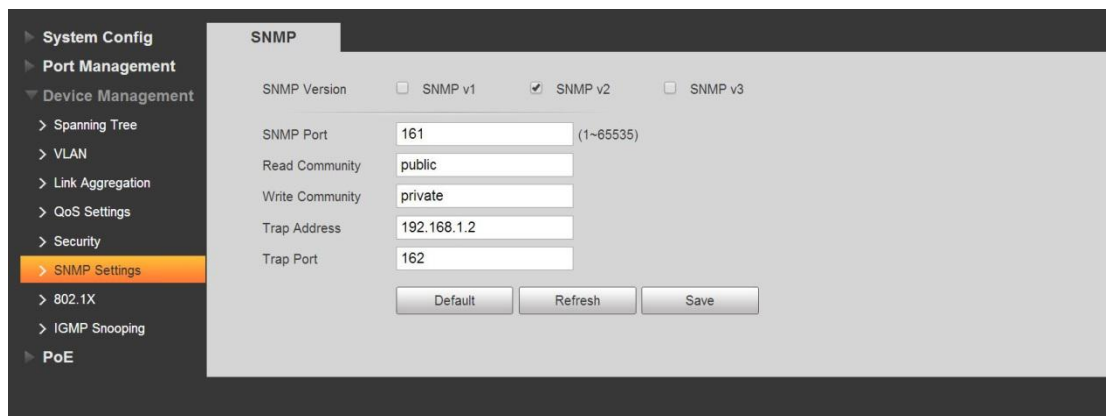 System Config
Port Management
Device Management
Spanning Tree
VLAN
Link Aggregation
QoS Settings
Security
SNMP Settings
802.1X
IGMP Snooping
PoE
SNMP
SNMP Version SNMP v1 SNMP v2 SNMP v3
SNMP Port 161 (1~65535)
Read Community public
Write Community private
Trap Address 192.168.1.2
Trap Port 162
Default Refresh Save